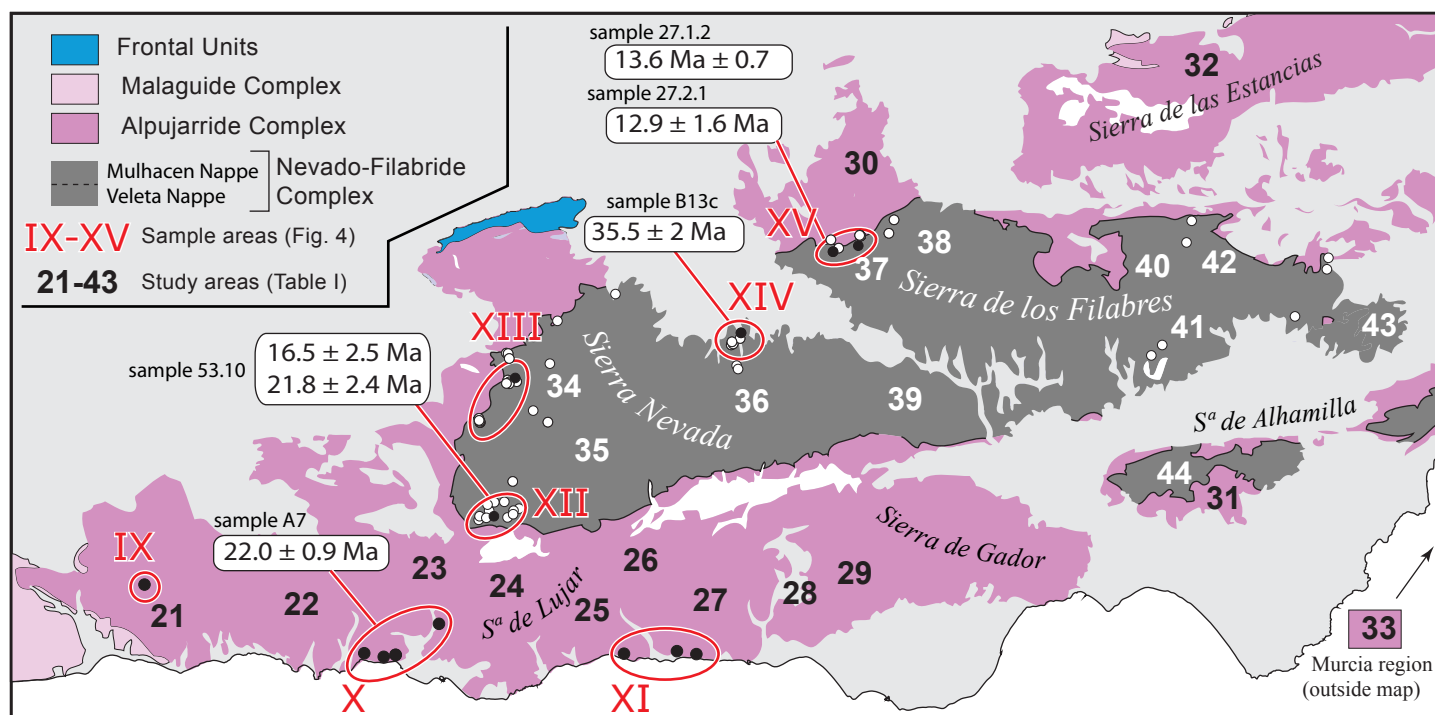 Frontal Units
Malaguide Complex
Alpujarride Complex
Mulhacen Nappe
Veleta Nappe
Nevado-Filabride
Complex
IX-XV Sample areas (Fig. 4)
21-43 Study areas (Table I)
sample 27.1.2
13.6 Ma ± 0.7
sample 27.2.1
12.9 ± 1.6 Ma
sample B13c
35.5 ± 2 Ma
sample 53.10
16.5 ± 2.5 Ma
21.8 ± 2.4 Ma
sample A7
22.0 ± 0.9 Ma
32
Sierra de las Estancias
30
XV
37
38
Sierra de los Filabres
40
42
41
43
XIV
XIII
34
Sierra Nevada
36
39
35
XII
Sª de Alhamilla
44
31
IX
21
22
23
24
Sª de Lujar
25
26
27
28
29
Sierra de Gador
X
XI
33
Murcia region
(outside map)